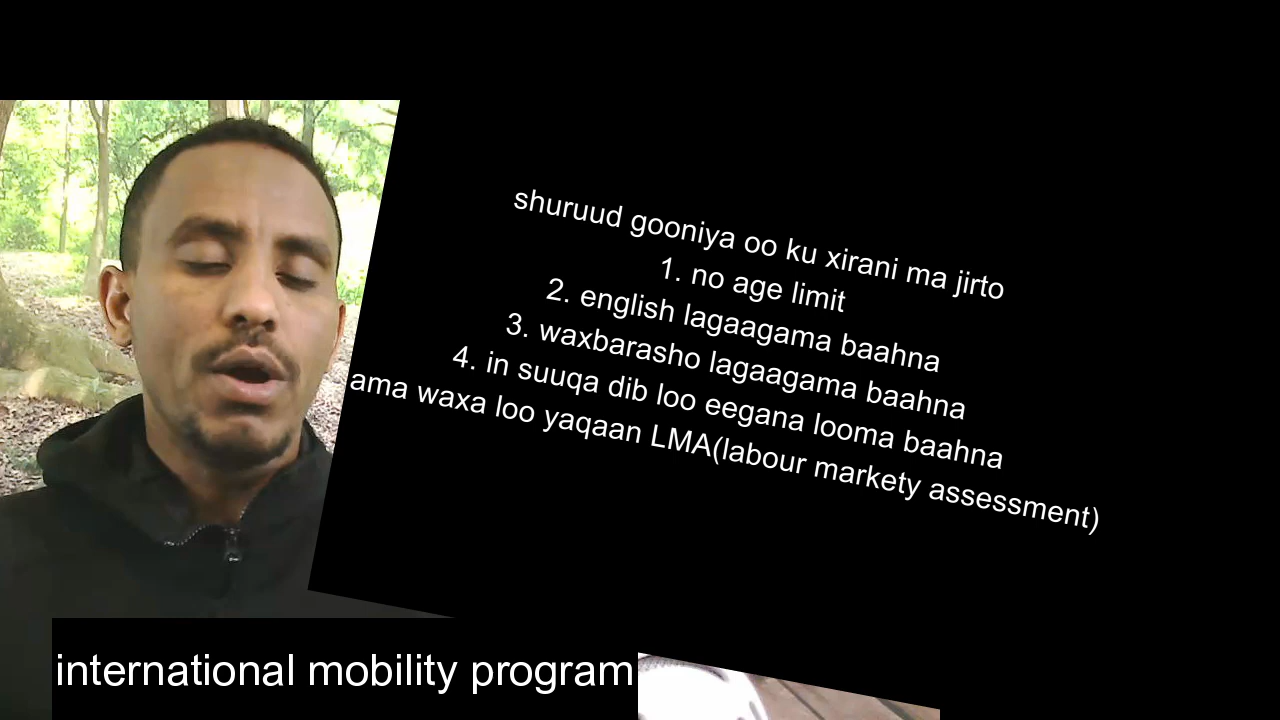 shuruud gooniya oo ku xirani ma jirto
1. no age limit
2. english lagaagama baahna
3. waxbarasho lagaagama baahna
4. in suuqa dib loo eegana looma baahna
ama waxa loo yaqaan LMA(labour markety assessment)
international mobility program